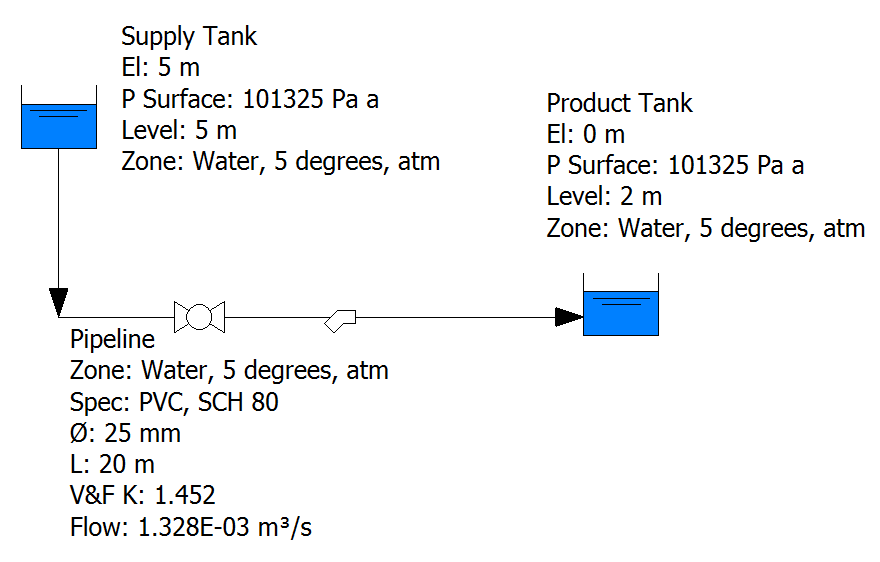 Supply Tank
El: 5 m
P Surface: 101325 Pa a
Level: 5 m
Zone: Water, 5 degrees, atm
Product Tank
El: 0 m
P Surface: 101325 Pa a
Level: 2 m
Zone: Water, 5 degrees, atm
Pipeline
Zone: Water, 5 degrees, atm
Spec: PVC, SCH 80
Ø: 25 mm
L: 20 m
V&F K: 1.452
Flow: 1.328E-03 m³/s